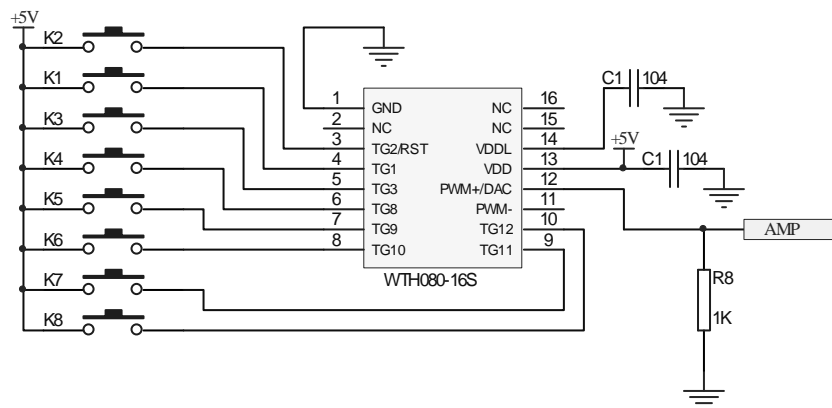 +5V
K2
K1
K3
K4
K5
K6
K7
K8
1 GND
2 NC
3 TG2/RST
4 TG1
5 TG3
6 TG8
7 TG9
8 TG10
NC 16
NC 15
VDDL 14
VDD 13
PWM+/DAC 12
PWM- 11
TG12 10
TG11 9
WTH080-16S
C1 104
+5V
C1 104
AMP
R8
1K